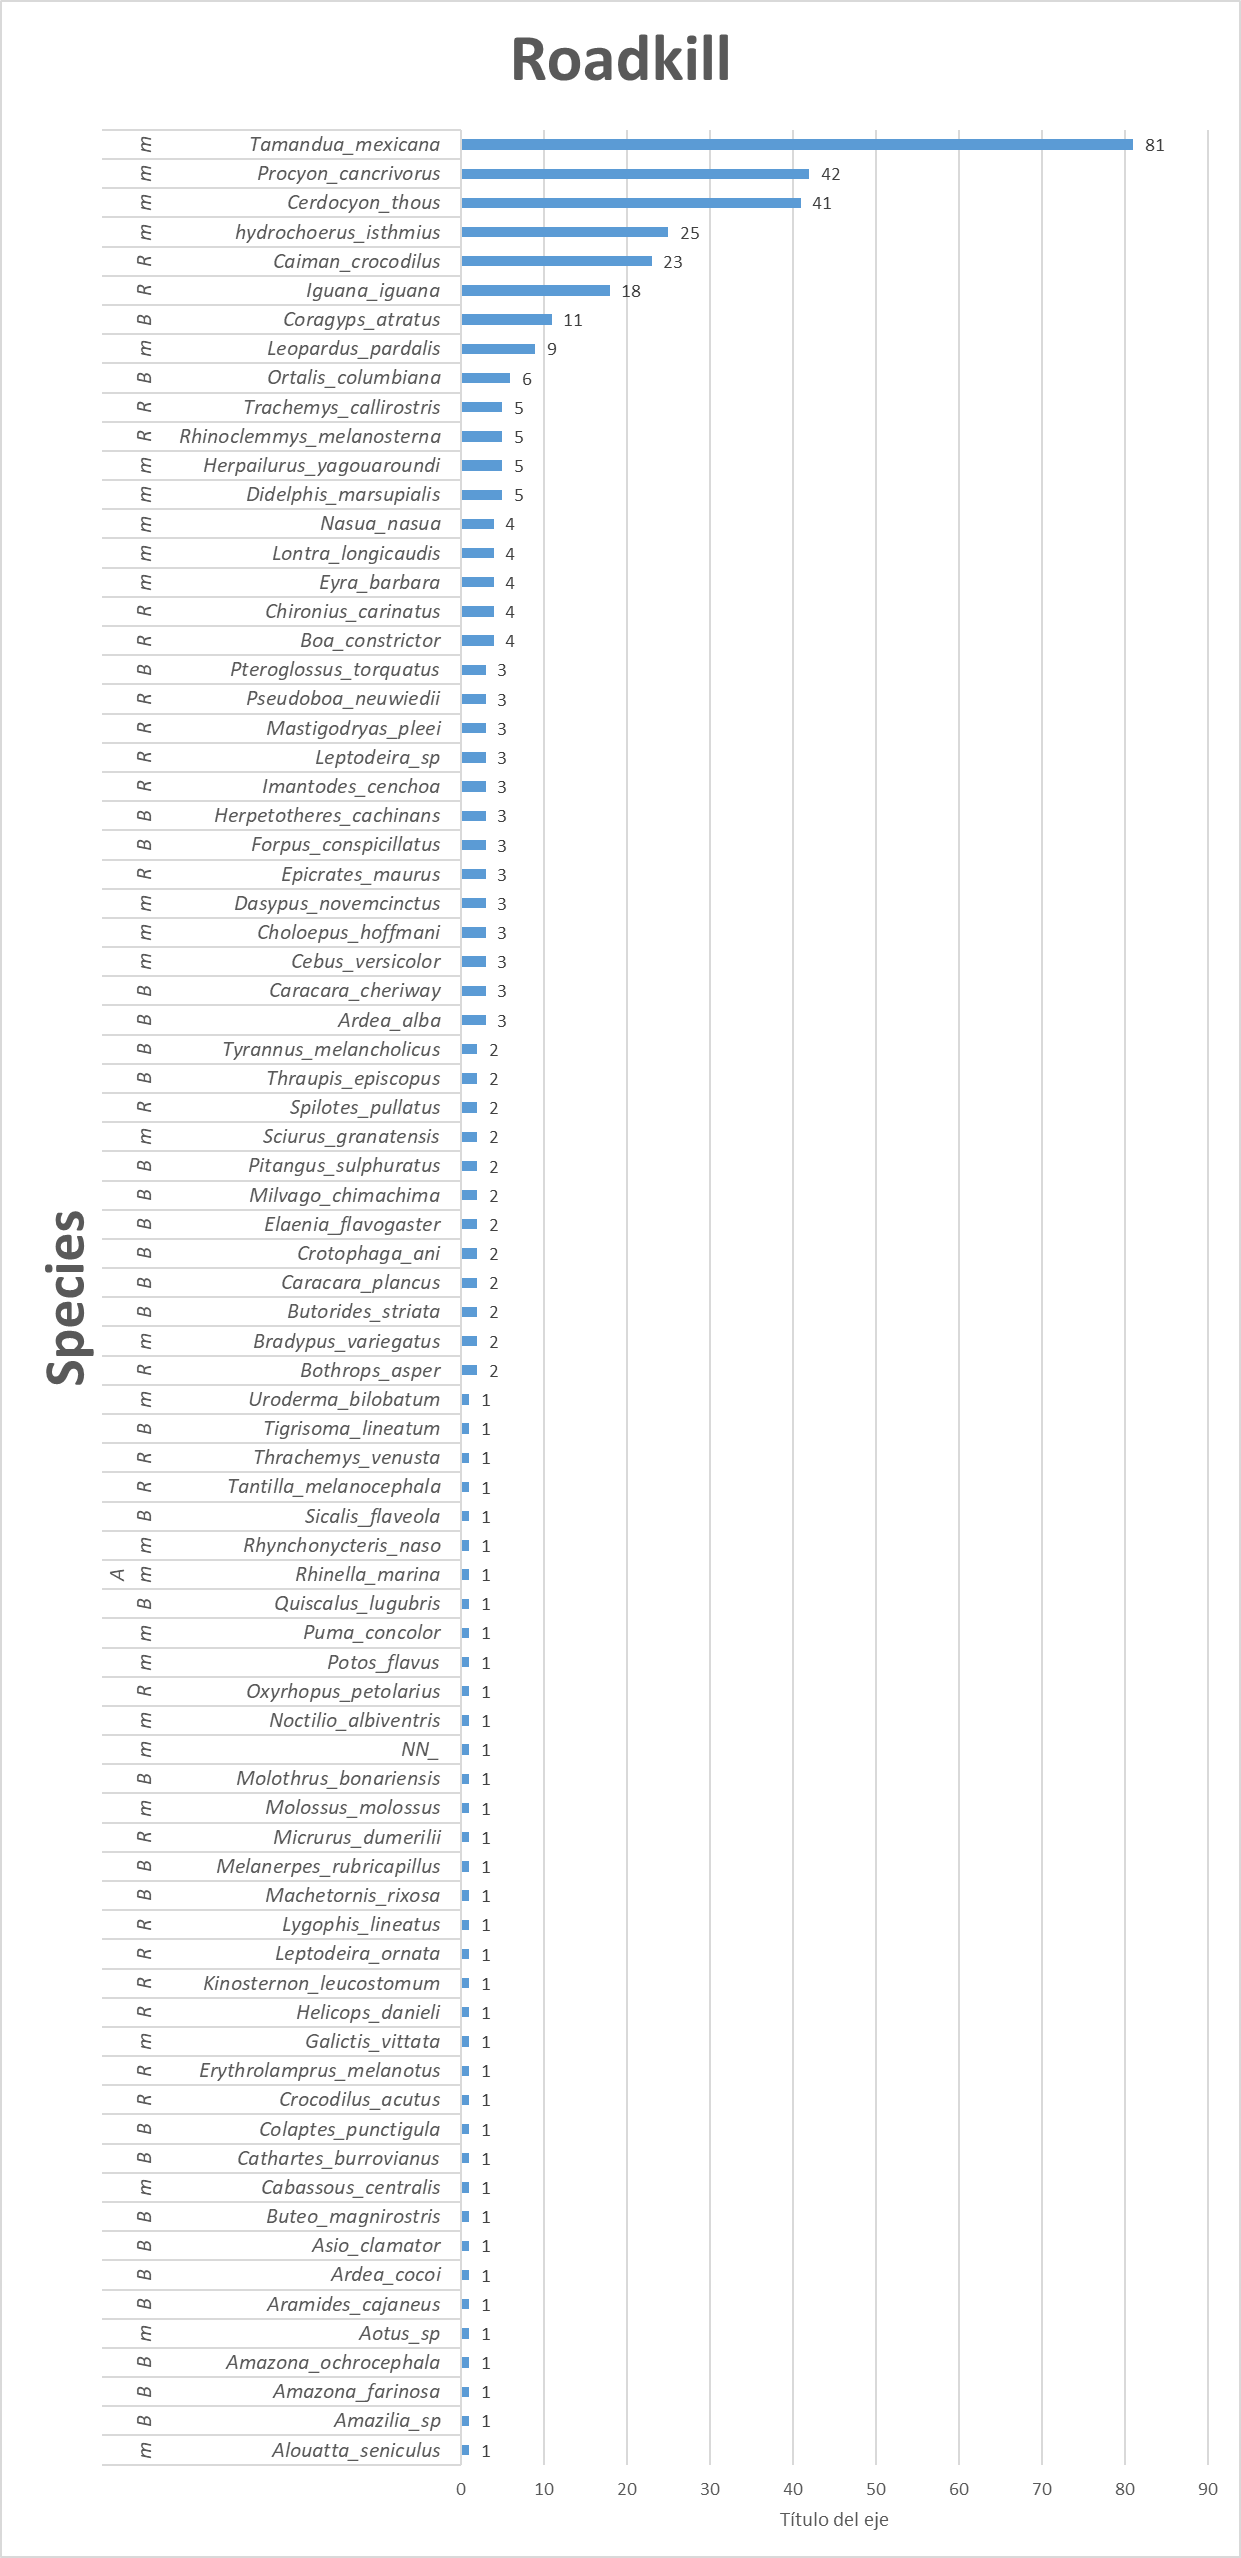 Roadkill
Species
m Tamandua_mexicana 81
m Procyon_cancrivorus 42
m Cerdocyon_thous 41
m hydrochoerus_isthmius 25
R Caiman_crocodilus 23
R Iguana_iguana 18
B Coragyps_atratus 11
m Leopardus_pardalis 9
B Ortalis_columbiana 6
R Trachemys_callirostris 5
R Rhinoclemmys_melanosterna 5
m Herpailurus_yagouaroundi 5
m Didelphis_marsupialis 5
m Nasua_nasua 4
m Lontra_longicaudis 4
m Eyra_barbara 4
R Chironius_carinatus 4
R Boa_constrictor 4
B Pteroglossus_torquatus 3
R Pseudoboa_neuwiedii 3
R Mastigodryas_pleei 3
R Leptodeira_sp 3
R Imantodes_cenchoa 3
B Herpetotheres_cachinans 3
B Forpus_conspicillatus 3
R Epicrates_maurus 3
m Dasypus_novemcinctus 3
m Choloepus_hoffmani 3
m Cebus_versicolor 3
B Caracara_cheriway 3
B Ardea_alba 3
B Tyrannus_melancholicus 2
B Thraupis_episcopus 2
R Spilotes_pullatus 2
m Sciurus_granatensis 2
B Pitangus_sulphuratus 2
B Milvago_chimachima 2
B Elaenia_flavogaster 2
B Crotophaga_ani 2
B Caracara_plancus 2
B Butorides_striata 2
m Bradypus_variegatus 2
R Bothrops_asper 2
m Uroderma_bilobatum 1
B Tigrisoma_lineatum 1
R Thrachemys_venusta 1
R Tantilla_melanocephala 1
B Sicalis_flaveola 1
m Rhynchonycteris_naso 1
A m Rhinella_marina 1
B Quiscalus_lugubris 1
m Puma_concolor 1
m Potos_flavus 1
R Oxyrhopus_petolarius 1
m Noctilio_albiventris 1
m NN_ 1
B Molothrus_bonariensis 1
m Molossus_molossus 1
R Micrurus_dumerilii 1
B Melanerpes_rubricapillus 1
B Machetornis_rixosa 1
R Lygophis_lineatus 1
R Leptodeira_ornata 1
R Kinosternon_leucostomum 1
R Helicops_danieli 1
m Galictis_vittata 1
R Erythrolamprus_melanotus 1
R Crocodilus_acutus 1
B Colaptes_punctigula 1
B Cathartes_burrovianus 1
m Cabassous_centralis 1
B Buteo_magnirostris 1
B Asio_clamator 1
B Ardea_cocoi 1
B Aramides_cajaneus 1
m Aotus_sp 1
B Amazona_ochrocephala 1
B Amazona_farinosa 1
B Amazilia_sp 1
m Alouatta_seniculus 1
0 10 20 30 40 50 60 70 80 90
Título del eje